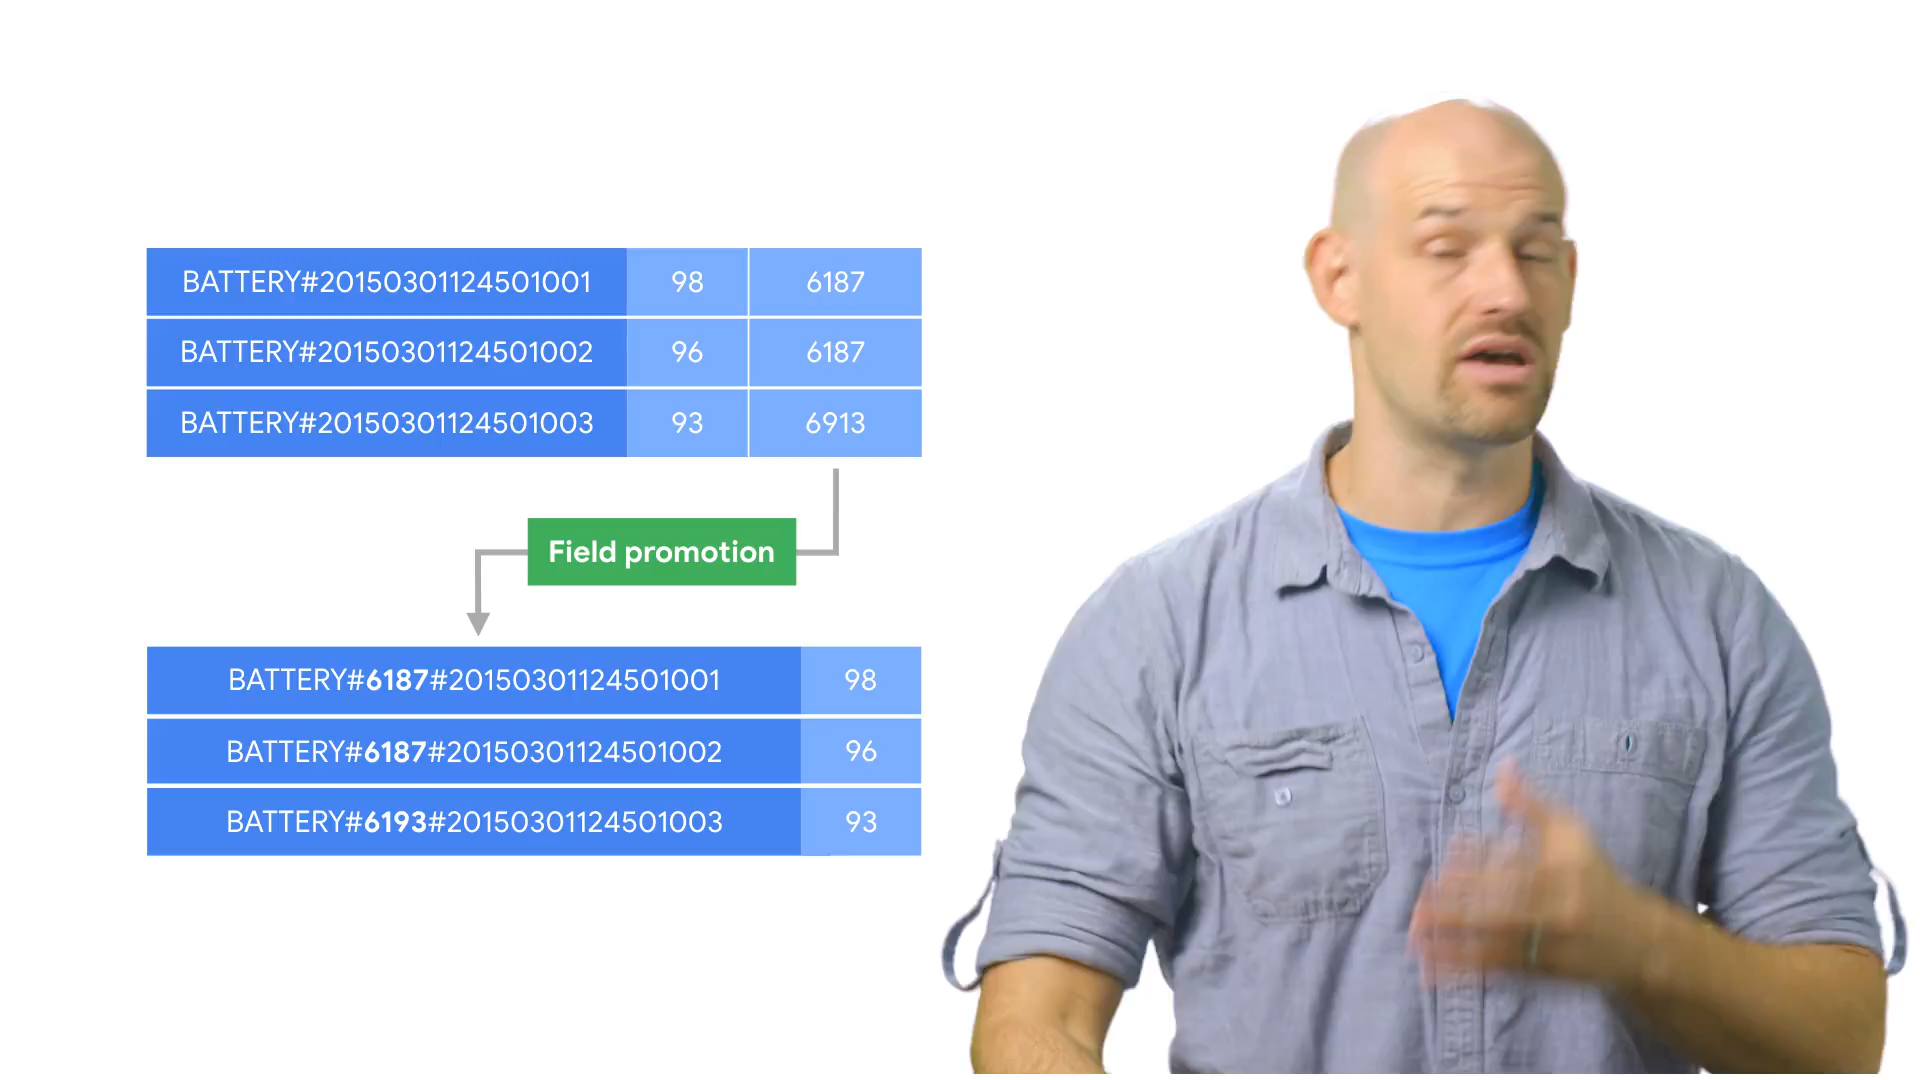 BATTERY#20150301124501001 98 6187
BATTERY#20150301124501002 96 6187
BATTERY#20150301124501003 93 6913
Field promotion
BATTERY#6187#20150301124501001 98
BATTERY#6187#20150301124501002 96
BATTERY#6193#20150301124501003 93